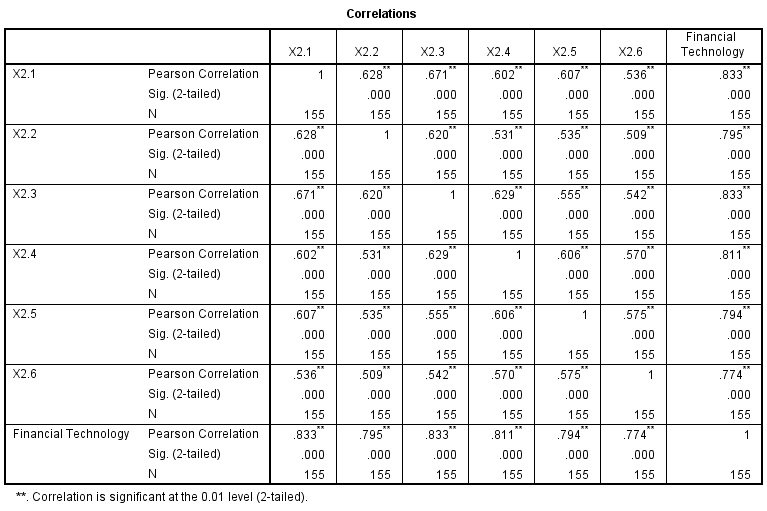 Correlations
X2.1 X2.2 X2.3 X2.4 X2.5 X2.6 Financial Technology
X2.1 Pearson Correlation 1 .628** .671** .602** .607** .536** .833**
Sig. (2-tailed) .000 .000 .000 .000 .000 .000
N 155 155 155 155 155 155 155
X2.2 Pearson Correlation .628** 1 .620** .531** .535** .509** .795**
Sig. (2-tailed) .000 .000 .000 .000 .000 .000
N 155 155 155 155 155 155 155
X2.3 Pearson Correlation .671** .620** 1 .629** .555** .542** .833**
Sig. (2-tailed) .000 .000 .000 .000 .000 .000
N 155 155 155 155 155 155 155
X2.4 Pearson Correlation .602** .531** .629** 1 .606** .570** .811**
Sig. (2-tailed) .000 .000 .000 .000 .000 .000
N 155 155 155 155 155 155 155
X2.5 Pearson Correlation .607** .535** .555** .606** 1 .575** .794**
Sig. (2-tailed) .000 .000 .000 .000 .000 .000
N 155 155 155 155 155 155 155
X2.6 Pearson Correlation .536** .509** .542** .570** .575** 1 .774**
Sig. (2-tailed) .000 .000 .000 .000 .000 .000
N 155 155 155 155 155 155 155
Financial Technology Pearson Correlation .833** .795** .833** .811** .794** .774** 1
Sig. (2-tailed) .000 .000 .000 .000 .000 .000
N 155 155 155 155 155 155 155
**. Correlation is significant at the 0.01 level (2-tailed).